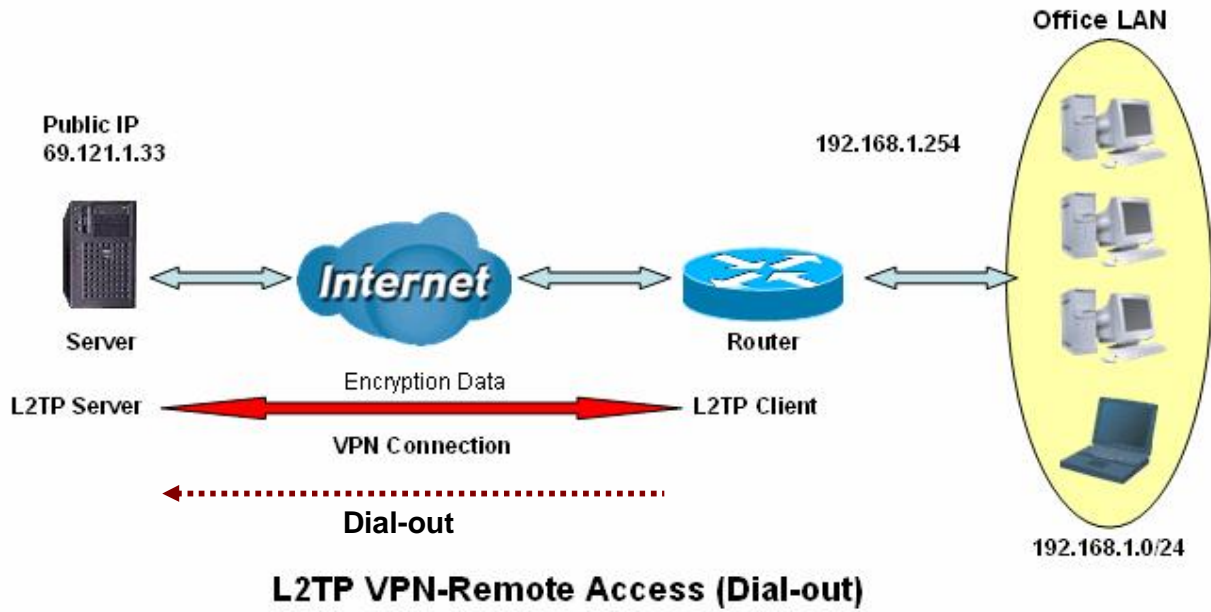 Office LAN
Public IP
69.121.1.33
192.168.1.254
Internet
Server
Router
Encryption Data
L2TP Server
L2TP Client
VPN Connection
Dial-out
192.168.1.0/24
L2TP VPN-Remote Access (Dial-out)